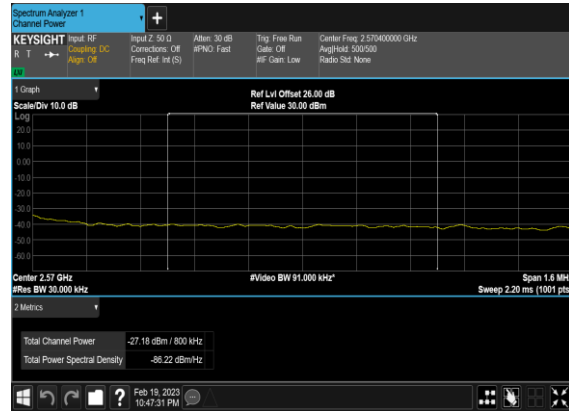 Spectrum Analyzer 1
Channel Power
+
KEYSIGHT Input: RF Input Z: 50 Ω Atten: 30 dB Trig: Free Run Center Freq: 2.570400000 GHz
R T Coupling: DC Corrections: Off #PNO: Fast Gate: Off Avg|Hold: 500/500
Align: Off Freq Ref: Int (S) #IF Gain: Low Radio Std: None
LXI
1 Graph
Ref Lvl Offset 26.00 dB
Scale/Div 10.0 dB Ref Value 30.00 dBm
Log
20.0
10.0
0.00
-10.0
-20.0
-30.0
-40.0
-50.0
-60.0
Center 2.57 GHz #Video BW 91.000 kHz* Span 1.6 MH
#Res BW 30.000 kHz Sweep 2.20 ms (1001 pts
2 Metrics
Total Channel Power -27.18 dBm / 800 kHz
Total Power Spectral Density -86.22 dBm/Hz
? Feb 19, 2023
10:47:31 PM